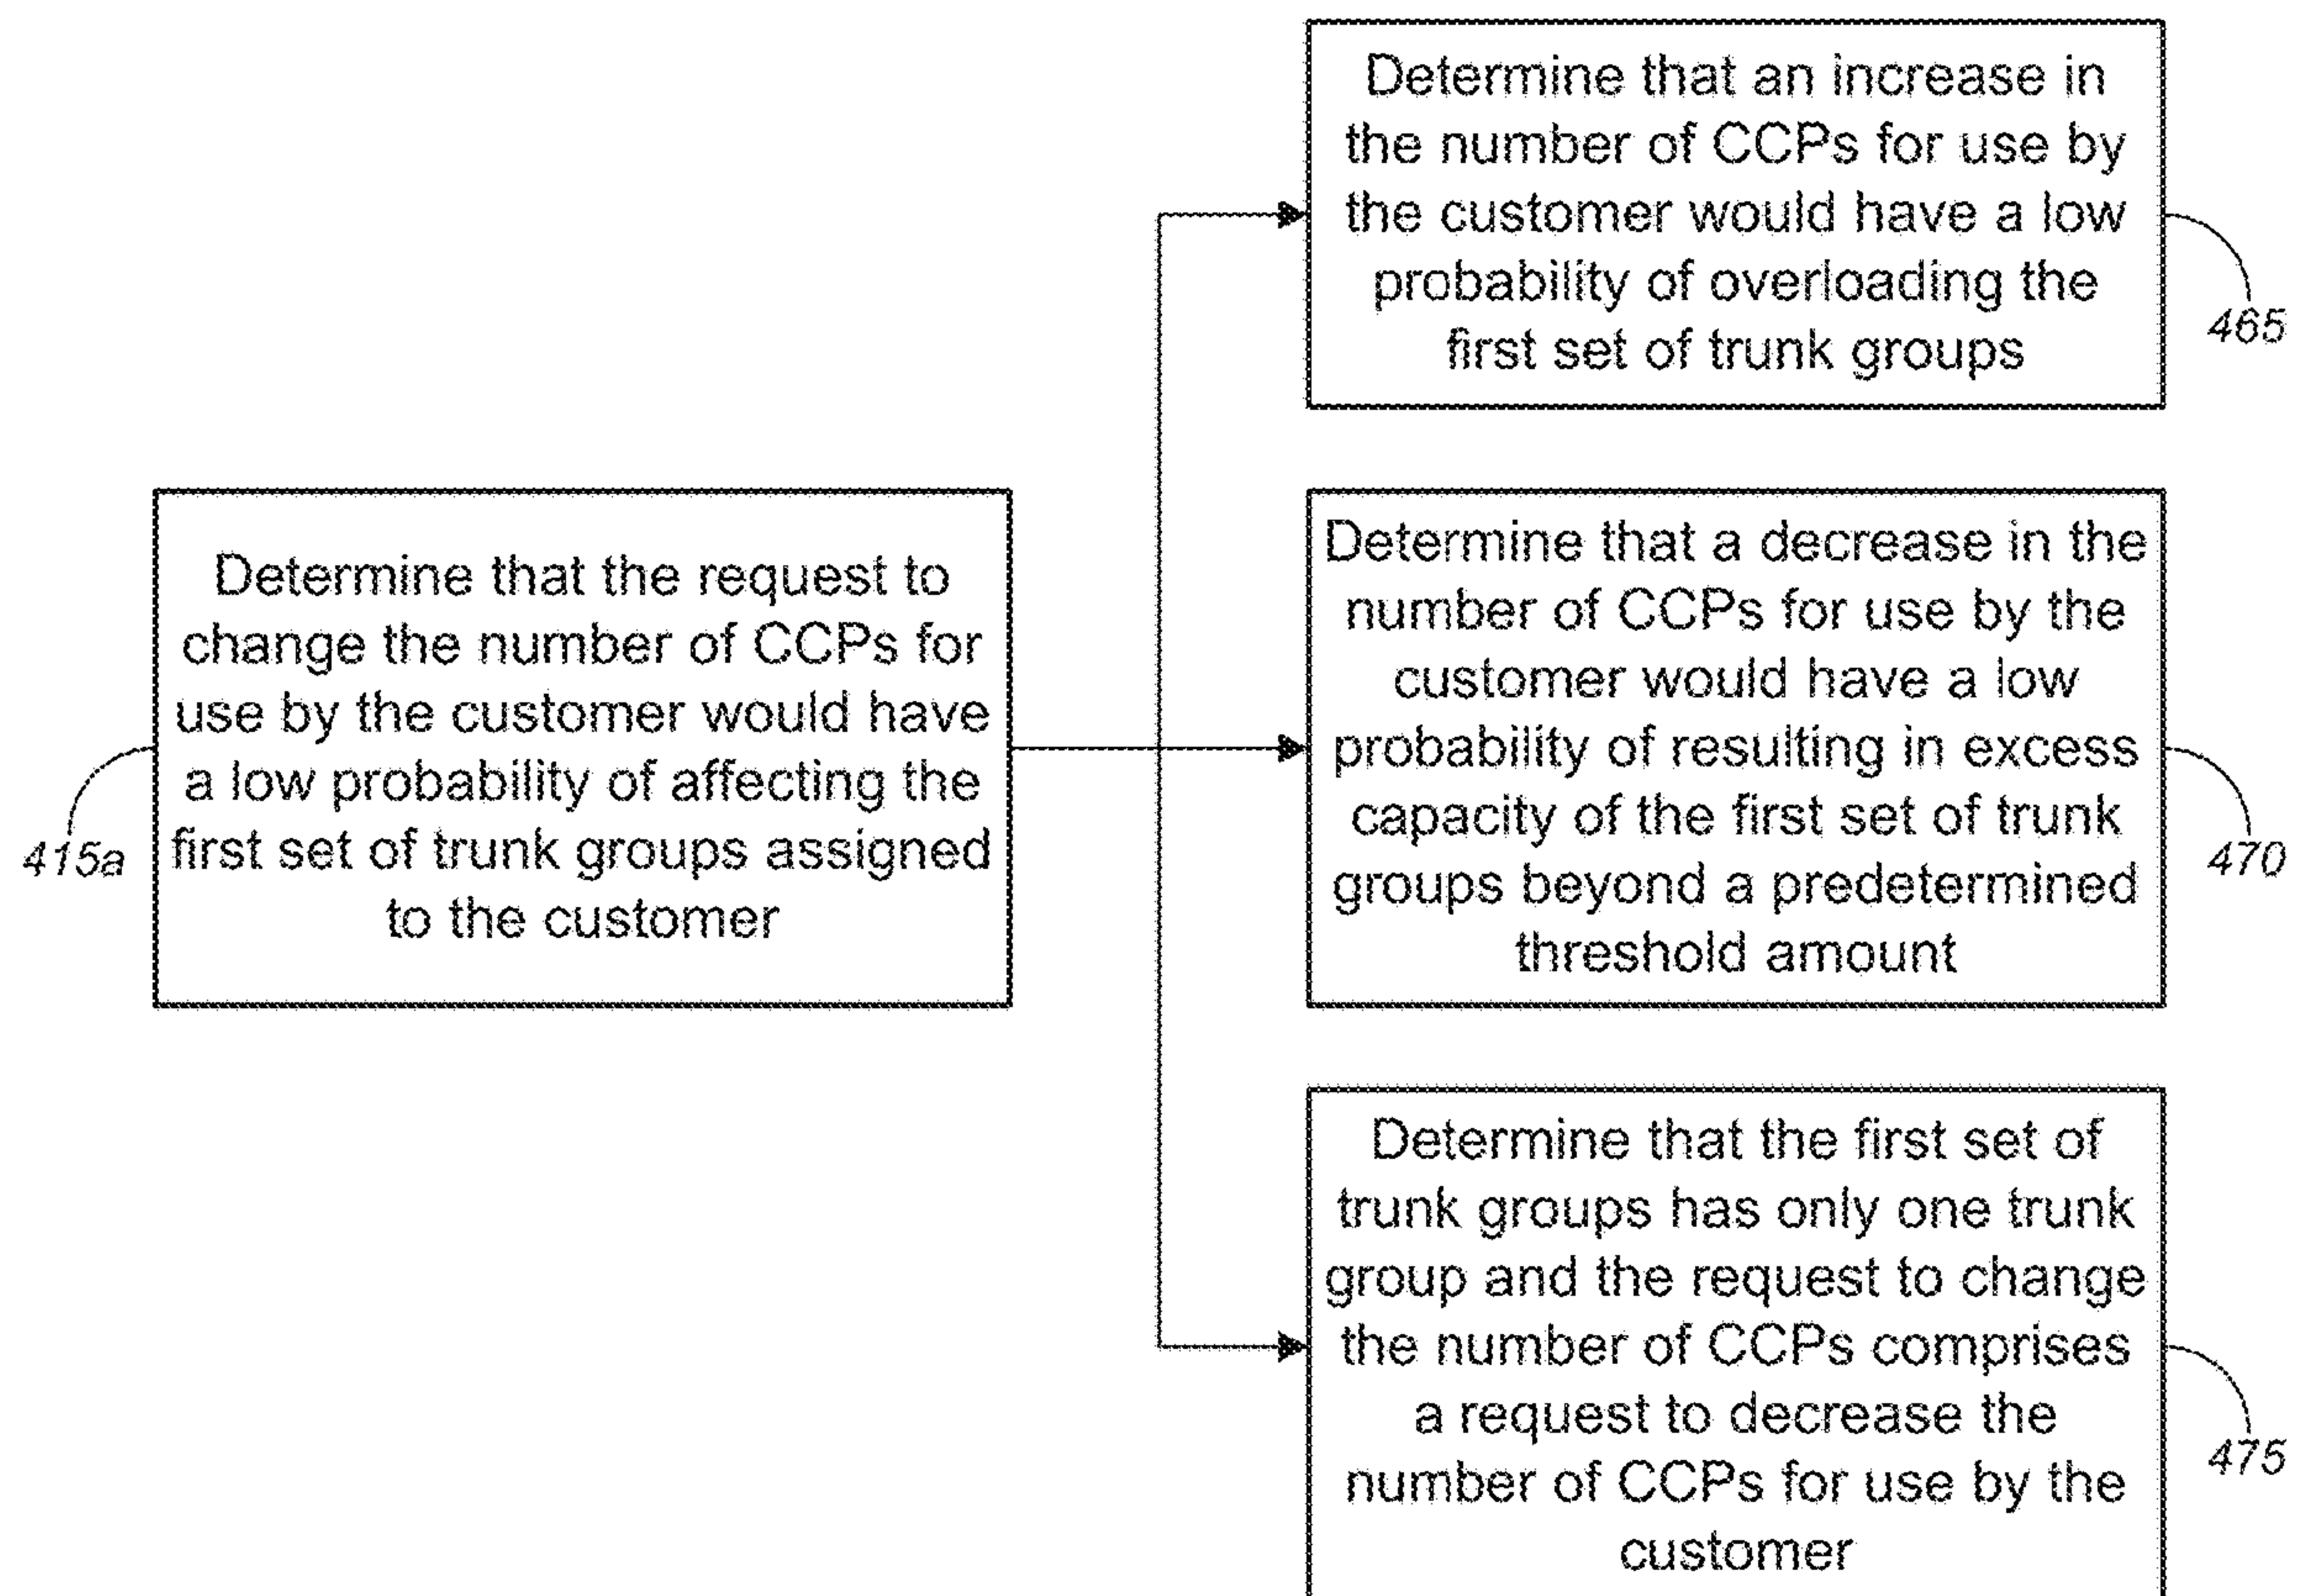 Determine that the request to
change the number of CCPs for
use by the customer would have
a low probability of affecting the
first set of trunk groups assigned
to the customer
415a
Determine that an increase in
the number of CCPs for use by
the customer would have a low
probability of overloading the
first set of trunk groups
465
Determine that a decrease in the
number of CCPs for use by the
customer would have a low
probability of resulting in excess
capacity of the first set of trunk
groups beyond a predetermined
threshold amount
470
Determine that the first set of
trunk groups has only one trunk
group and the request to change
the number of CCPs comprises
a request to decrease the
number of CCPs for use by the
customer
475